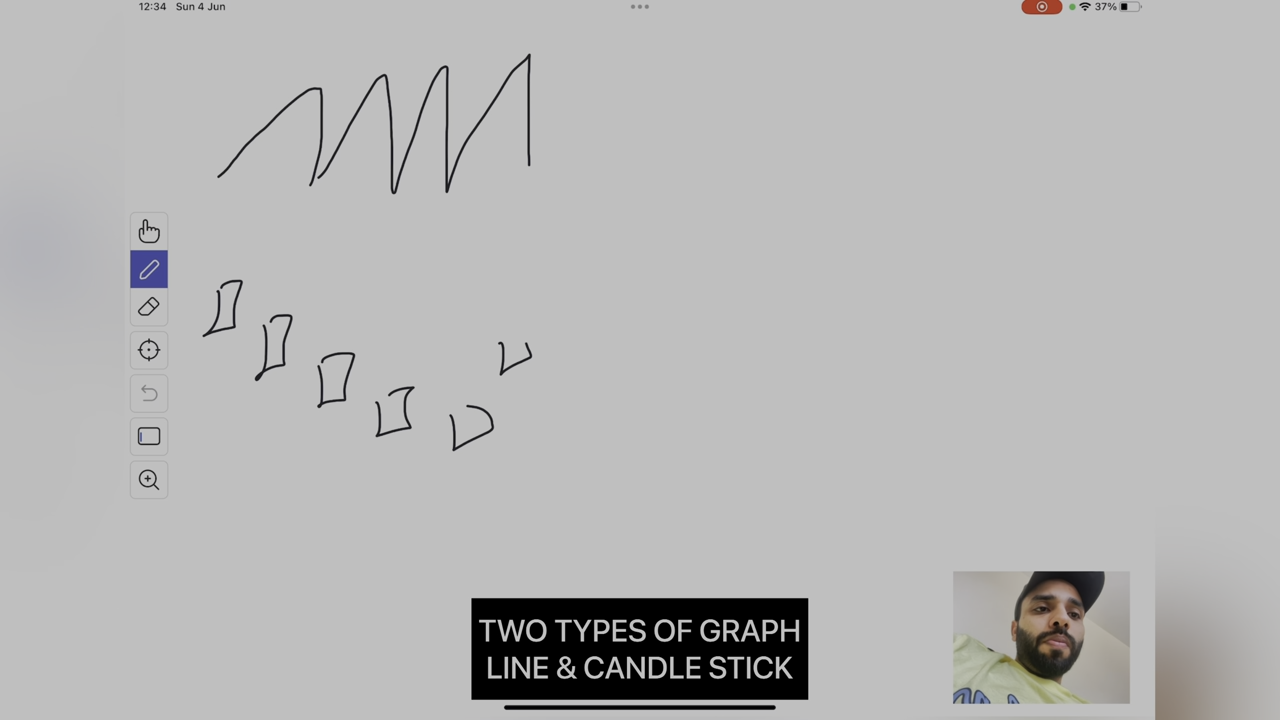 12:34 Sun 4 Jun
37%
TWO TYPES OF GRAPH
LINE & CANDLE STICK